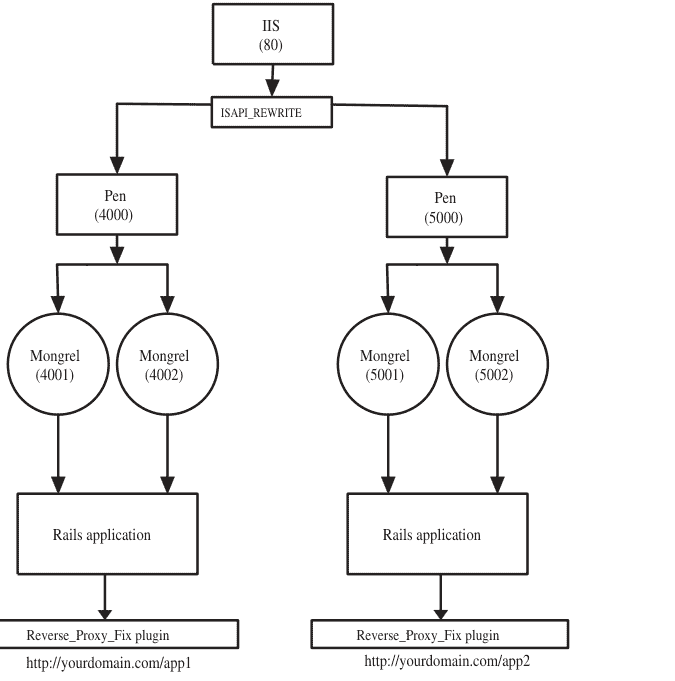 IIS
(80)
ISAPI_REWRITE
Pen
(4000)
Pen
(5000)
Mongrel
(4001)
Mongrel
(4002)
Mongrel
(5001)
Mongrel
(5002)
Rails application
Rails application
Reverse_Proxy_Fix plugin
Reverse_Proxy_Fix plugin
http://yourdomain.com/app1
http://yourdomain.com/app2